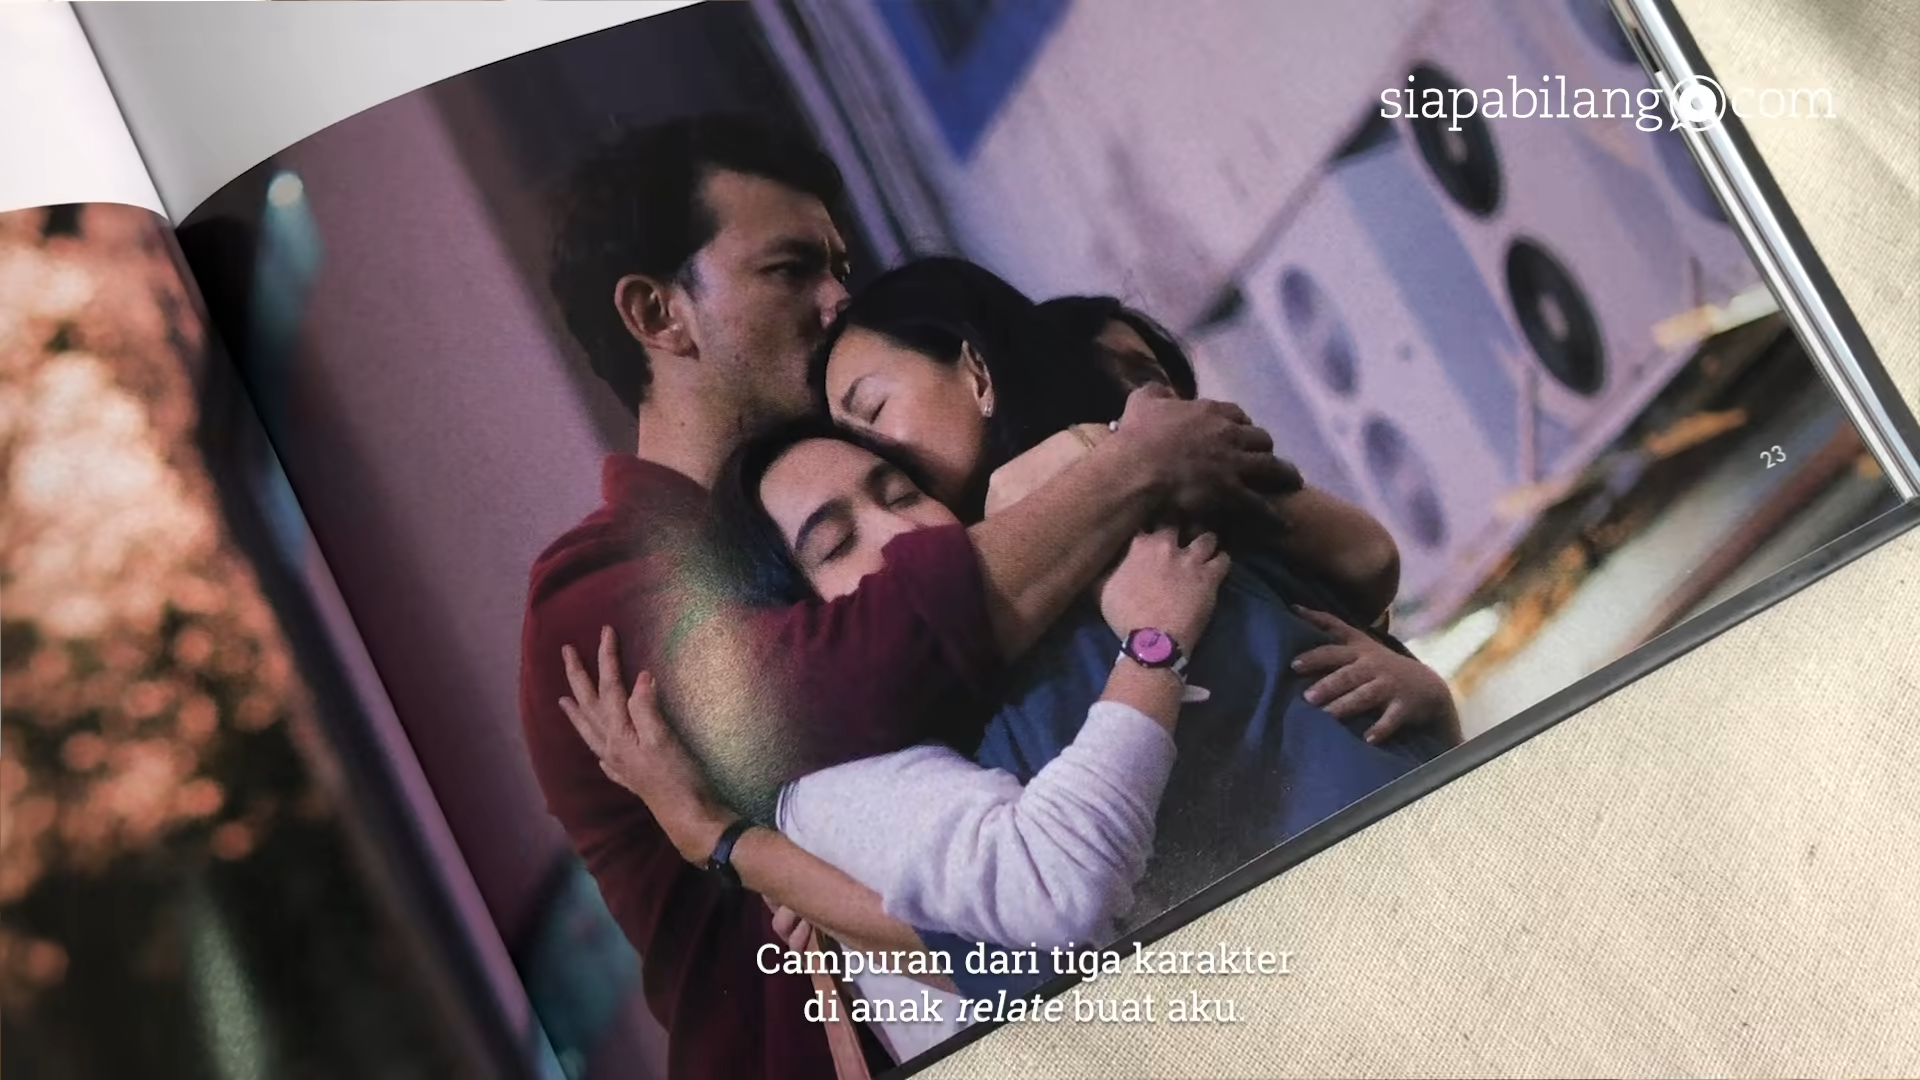 siapabilang.com
23
Campuran dari tiga karakter
di anak relate buat aku.